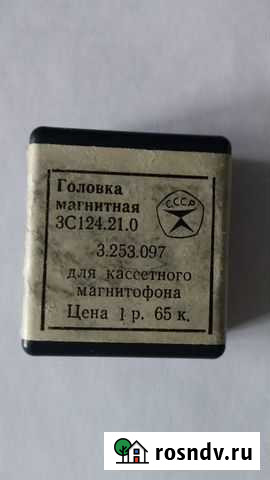 Головка
магнитная
3С124.21.0
СССР
3.253.097
для кассетного
магнитофона
Цена 1 р. 65 к.
rosndv.ru